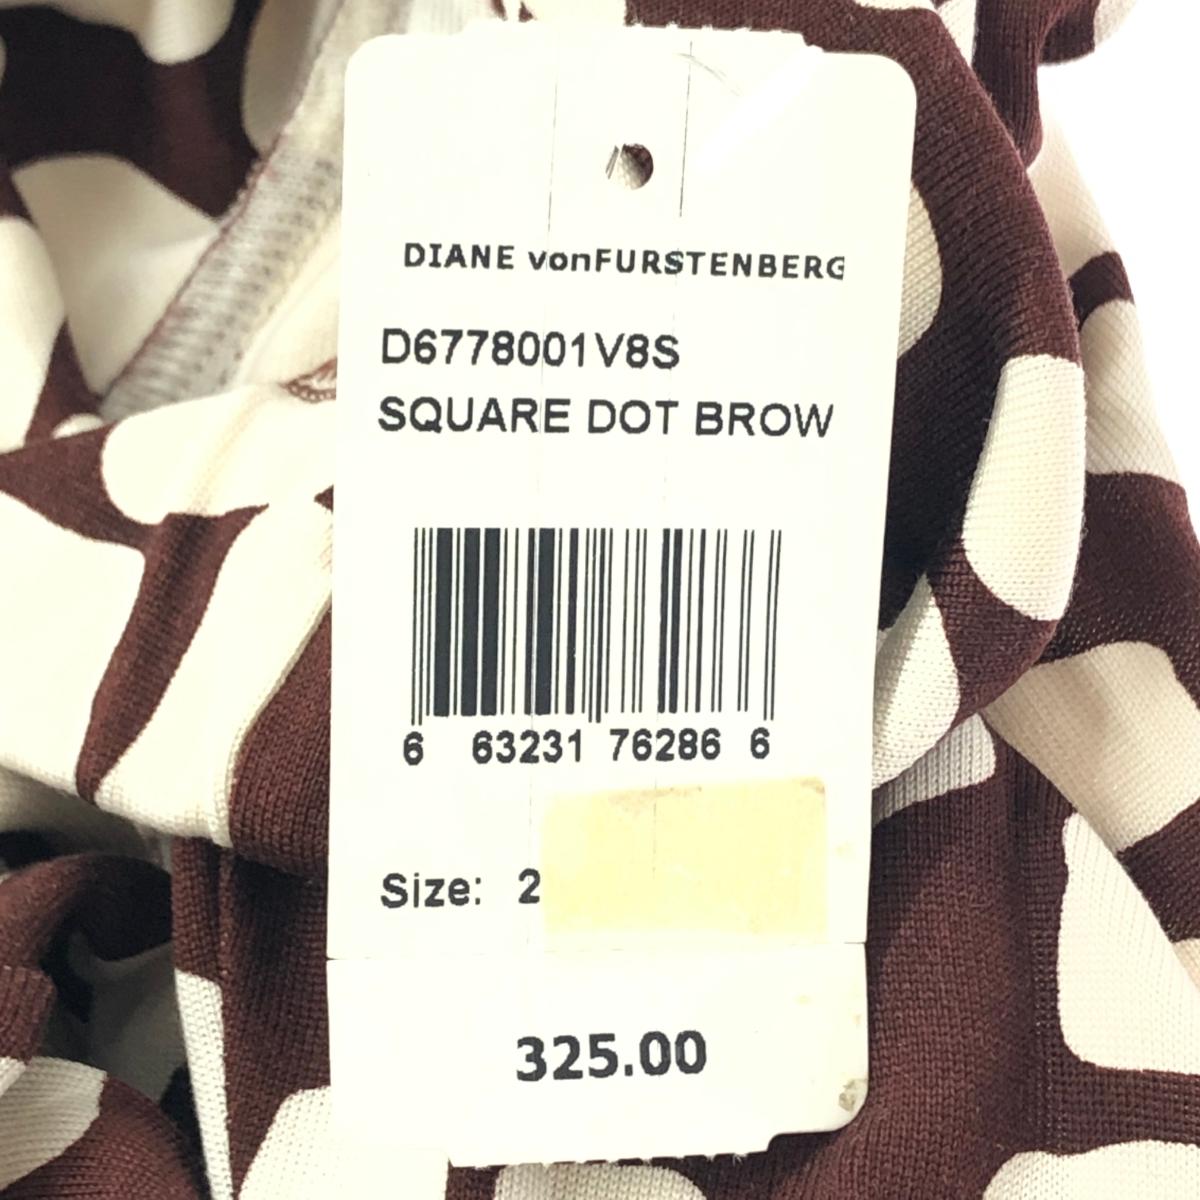 DIANE vonFURSTENBERG
D6778001V8S
SQUARE DOT BROW
6 63231 76286 6
Size: 2
325.00